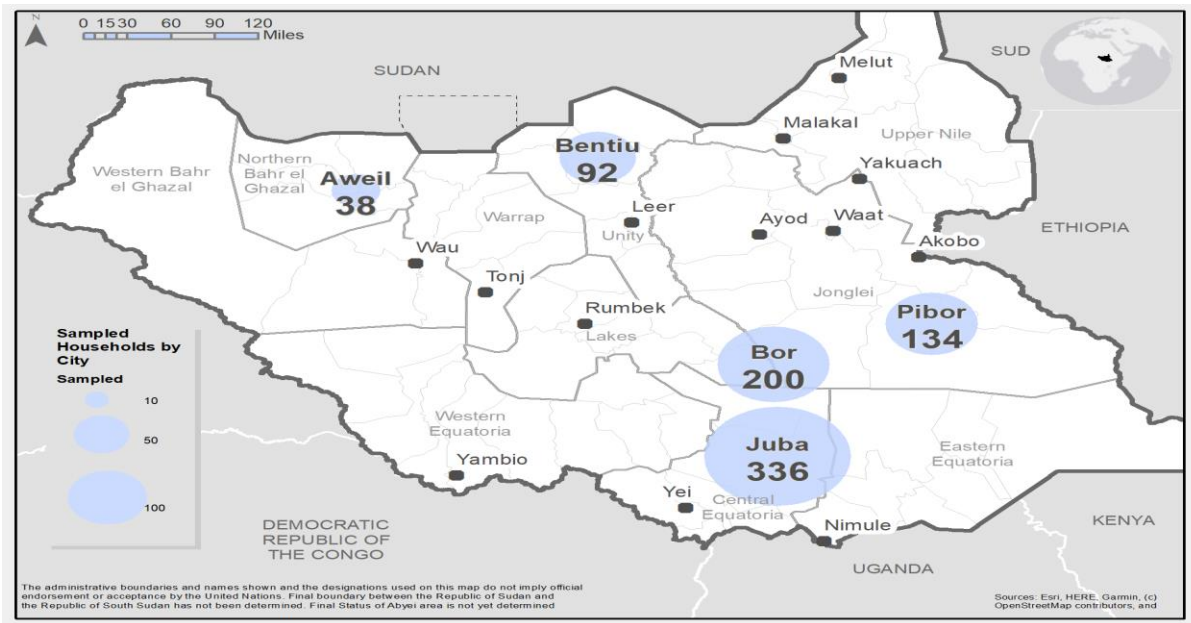 N
0 15 30 60 90 120
Miles
SUDAN
SUD
Melut
Malakal
Upper Nile
Bentiu
92
Northern
Bahr el
Ghazal
Western Bahr
el Ghazal
Aweil
38
Yakuach
Warrap
Leer
Unity
Ayod
Waat
ETHIOPIA
Akobo
Wau
Tonj
Jonglei
Rumbek
Lakes
Pibor
134
Bor
200
Sampled
Households by
City
Sampled
10
50
100
Western
Equatoria
Juba
336
Eastern
Equatoria
Yambio
Yei
Central
Equatoria
Nimule
KENYA
DEMOCRATIC
REPUBLIC OF
THE CONGO
UGANDA
The administrative boundaries and names shown and the designations used on this map do not imply official
endorsement or acceptance by the United Nations. Final boundary between the Republic of Sudan and
the Republic of South Sudan has not been determined. Final Status of Abyei area is not yet determined
Sources: Esri, HERE, Garmin, (c)
OpenStreetMap contributors, and